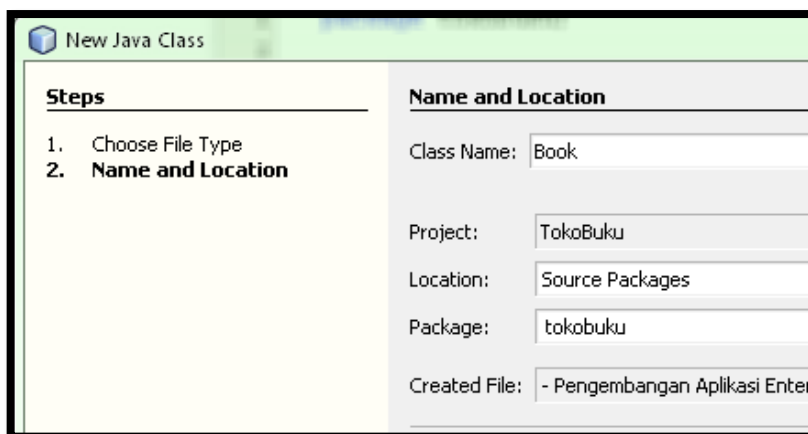 New Java Class
Steps
1. Choose File Type
2. Name and Location
Name and Location
Class Name: Book
Project: TokoBuku
Location: Source Packages
Package: tokobuku
Created File: - Pengembangan Aplikasi Enter